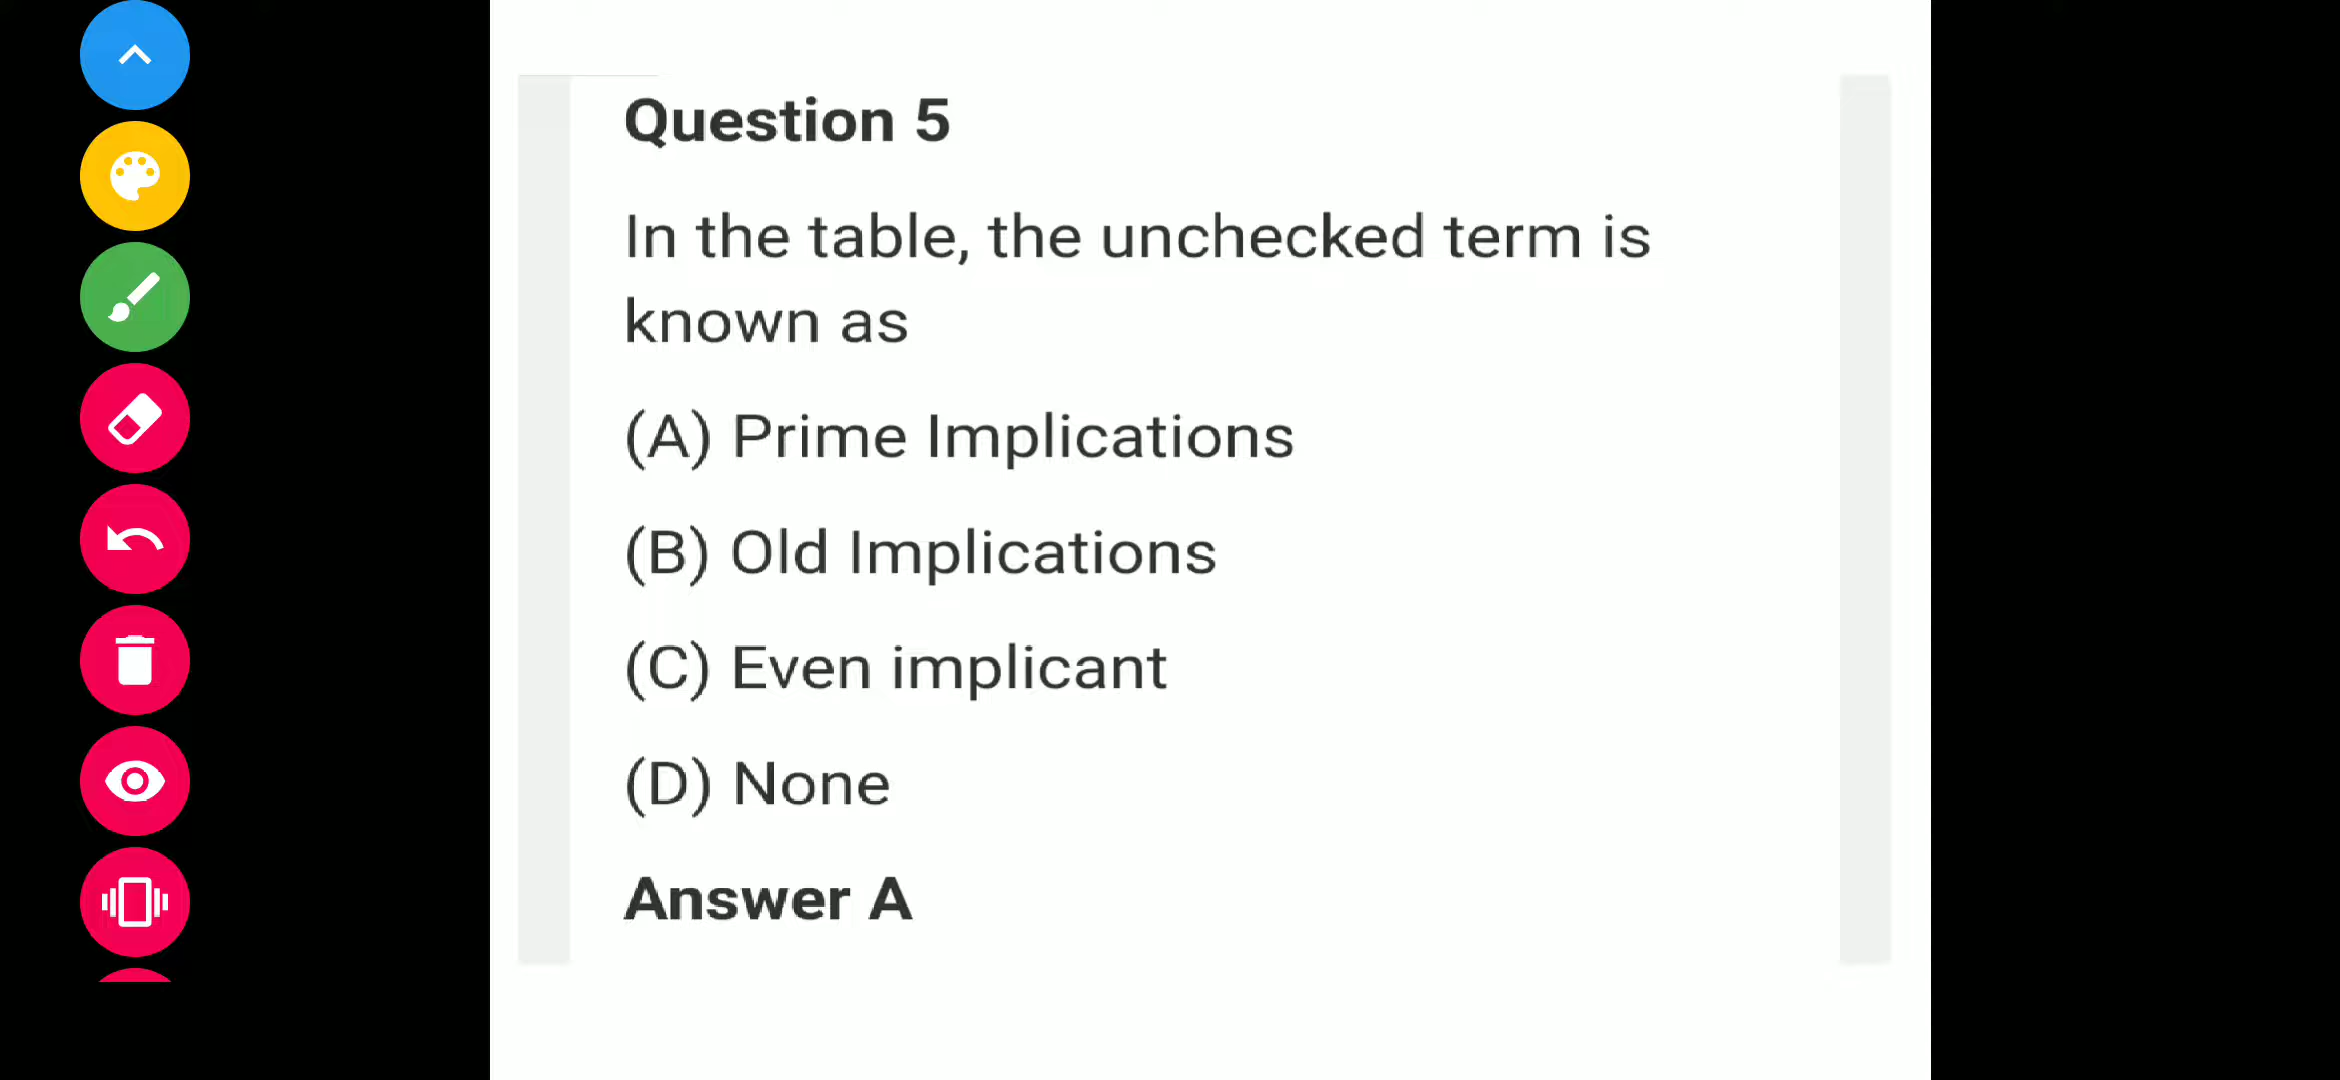 Question 5
In the table, the unchecked term is
known as
(A) Prime Implications
(B) Old Implications
(C) Even implicant
(D) None
Answer A